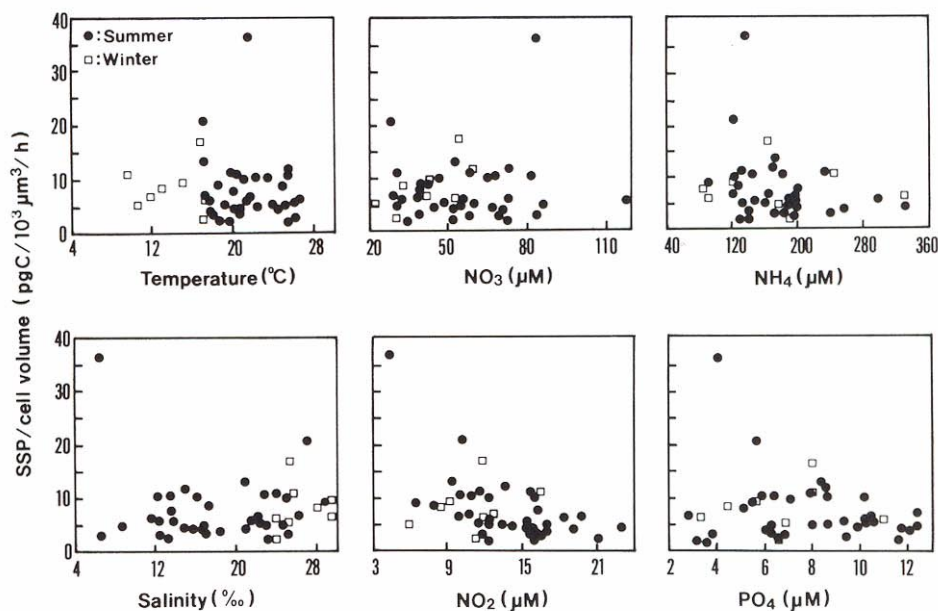 SSP/cell volume (pgC/10³ μm³/h)
40
30
20
10
0
●:Summer
□:Winter
4 12 20 28
Temperature(°C)
20 50 80 110
NO₃ (μM)
40 120 200 280 360
NH₄ (μM)
40
30
20
10
0
4 12 20 28
Salinity (‰)
3 9 15 21
NO₂ (μM)
2 4 6 8 10 12
PO₄ (μM)